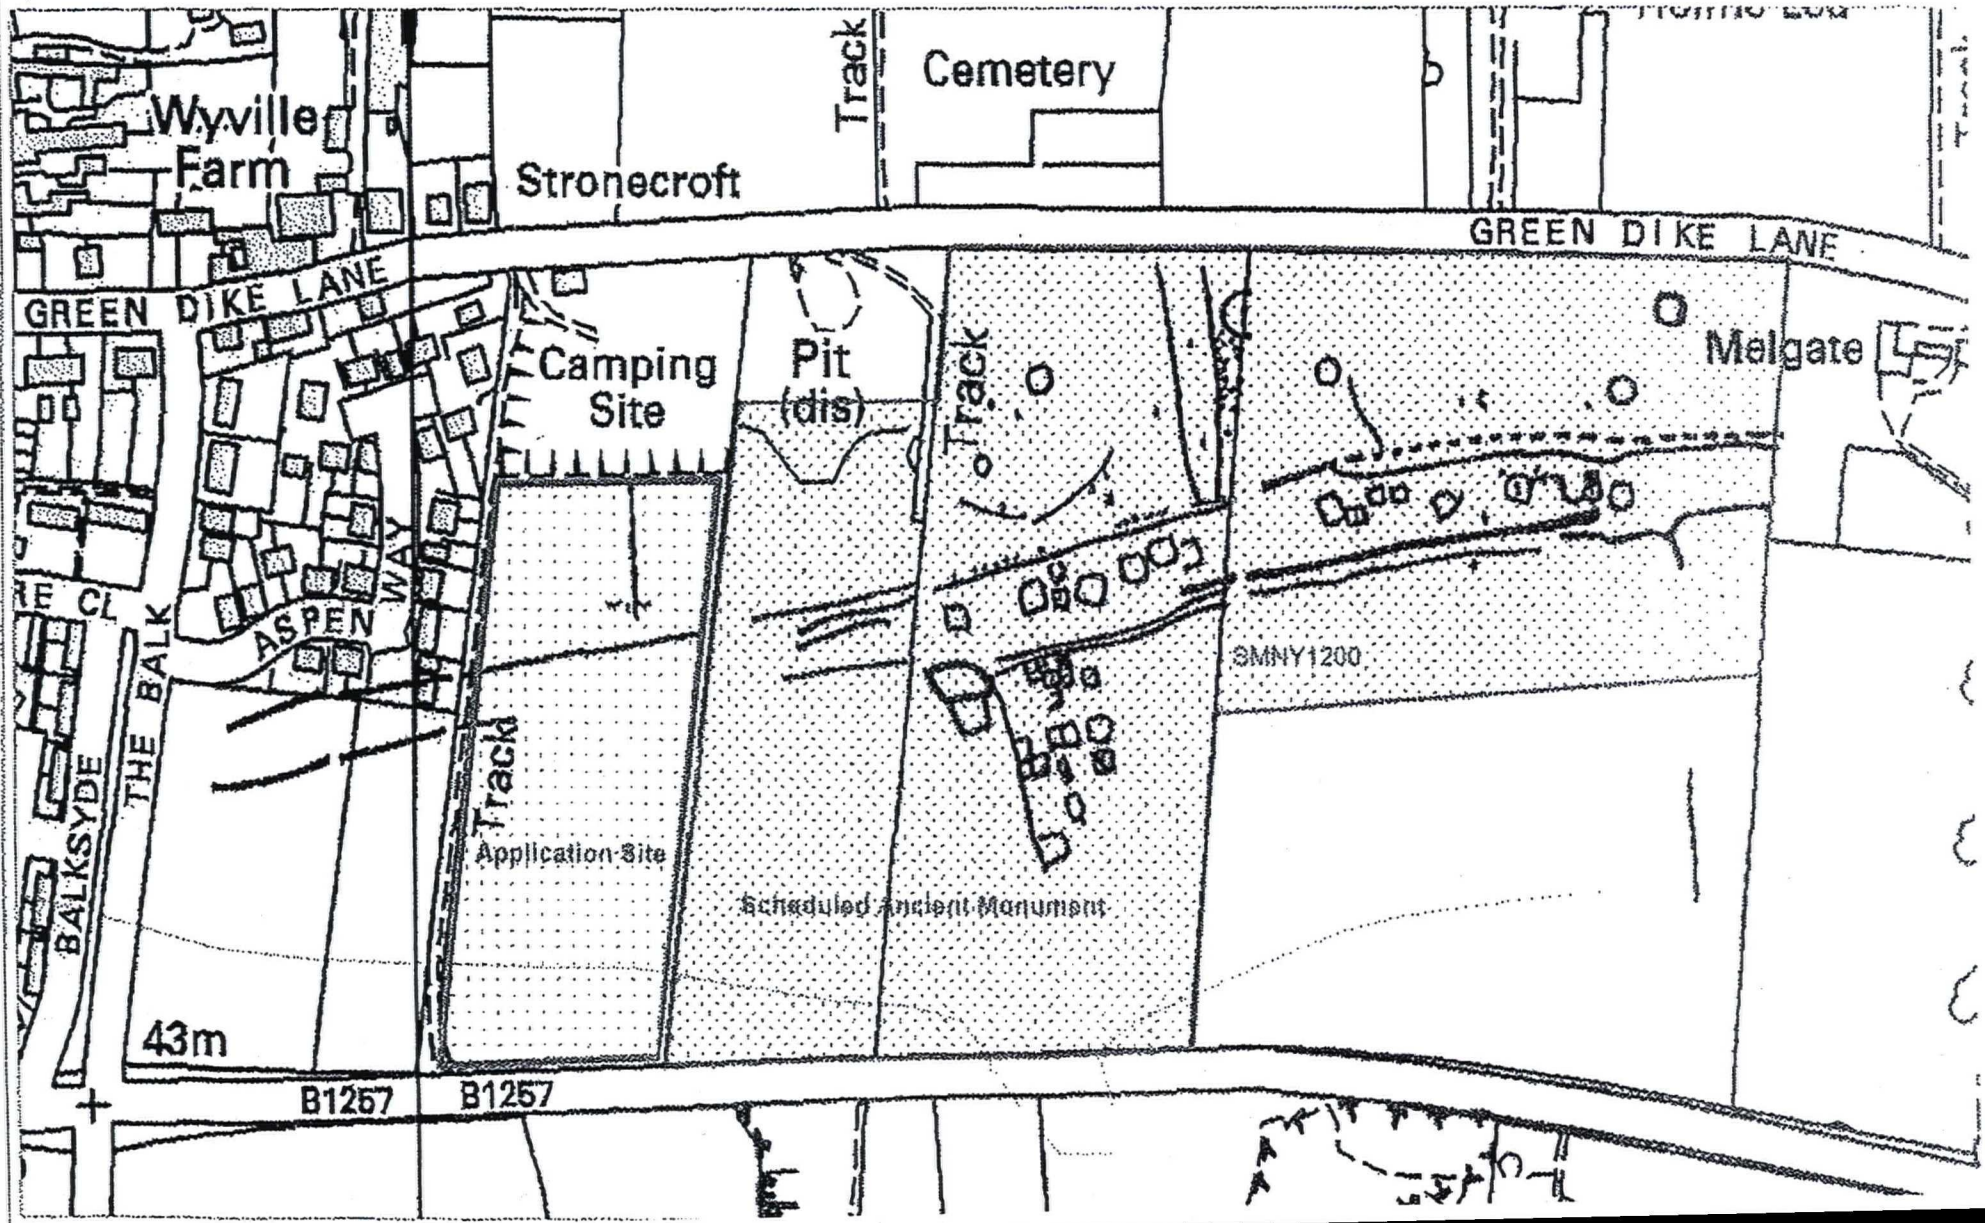 Track
Cemetery
Wyville
Farm
Stronecroft
GREEN DIKE LANE
GREEN DIKE LANE
Camping
Site
Pit
(dis)
Track
Melgate
WAY
ASPEN
RE CL
THE BALK
BALKSYDE
SMNY1200
Track
Application Site
Scheduled Ancient Monument
43m
B1257
B1257